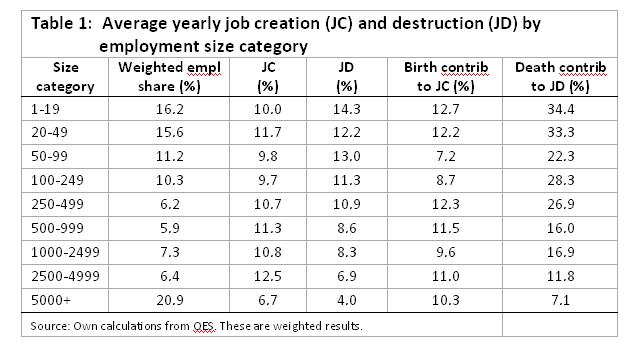 Table 1: Average yearly job creation (JC) and destruction (JD) by
employment size category
Size Weighted empl JC JD Birth contrib Death contrib
category share (%) (%) (%) to JC (%) to JD (%)
1-19 16.2 10.0 14.3 12.7 34.4
20-49 15.6 11.7 12.2 12.2 33.3
50-99 11.2 9.8 13.0 7.2 22.3
100-249 10.3 9.7 11.3 8.7 28.3
250-499 6.2 10.7 10.9 12.3 26.9
500-999 5.9 11.3 8.6 11.5 16.0
1000-2499 7.3 10.8 8.3 9.6 16.9
2500-4999 6.4 12.5 6.9 11.0 11.8
5000+ 20.9 6.7 4.0 10.3 7.1
Source: Own calculations from QES. These are weighted results.